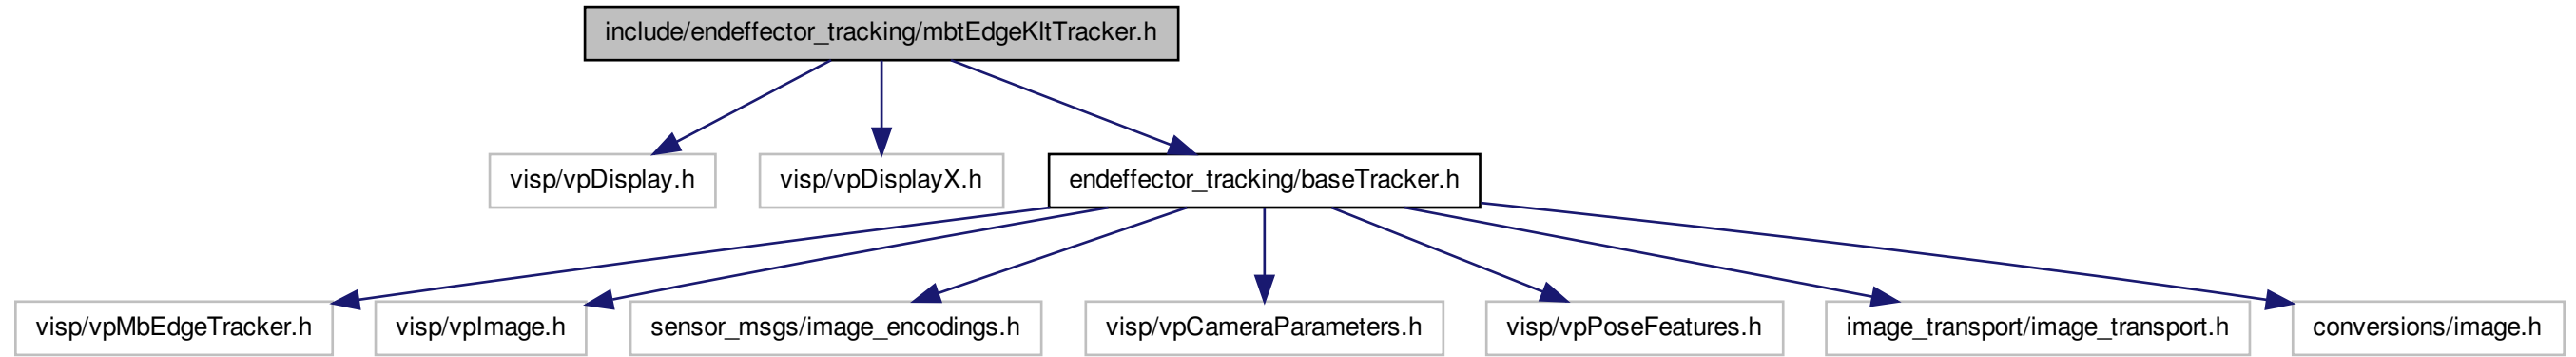 include/endeffector_tracking/mbtEdgeKltTracker.h
visp/vpDisplay.h
visp/vpDisplayX.h
endeffector_tracking/baseTracker.h
visp/vpMbEdgeTracker.h
visp/vpImage.h
sensor_msgs/image_encodings.h
visp/vpCameraParameters.h
visp/vpPoseFeatures.h
image_transport/image_transport.h
conversions/image.h